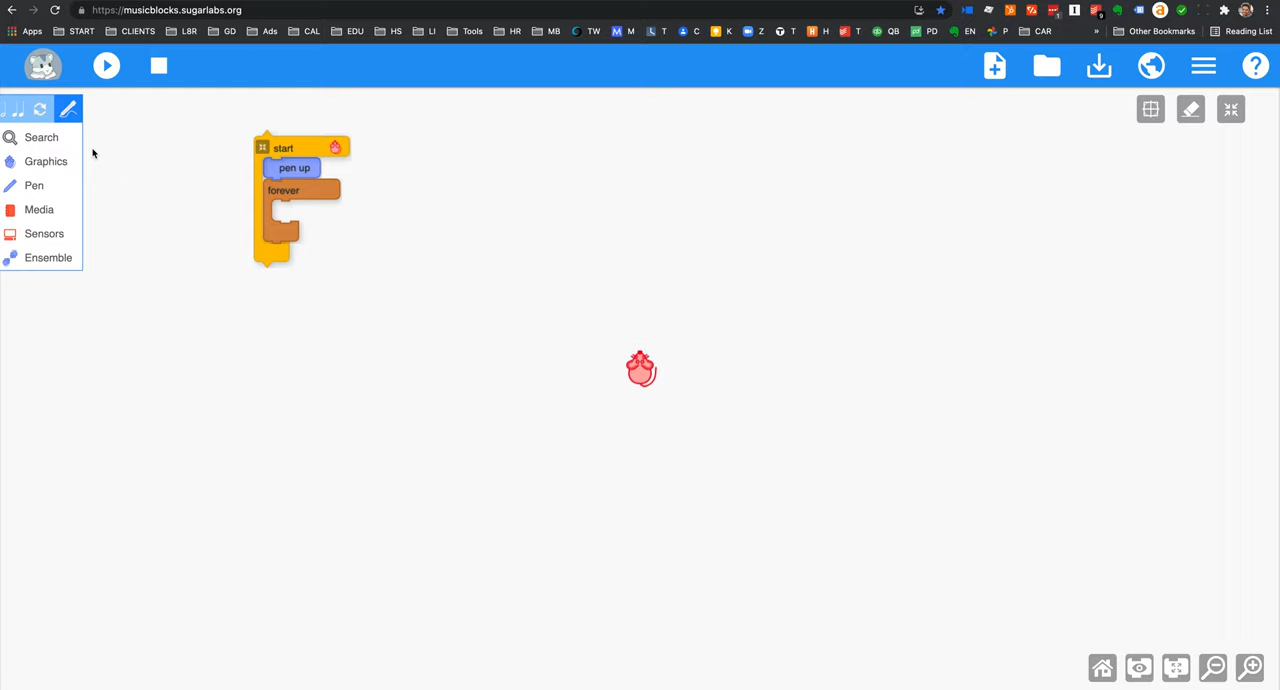 https://musicblocks.sugarlabs.org
Apps START CLIENTS LBR GD Ads CAL EDU HS LI Tools HR MB TW M T C K Z T H T QB PD EN P CAR » Other Bookmarks Reading List
Search
Graphics
Pen
Media
Sensors
Ensemble
start
pen up
forever